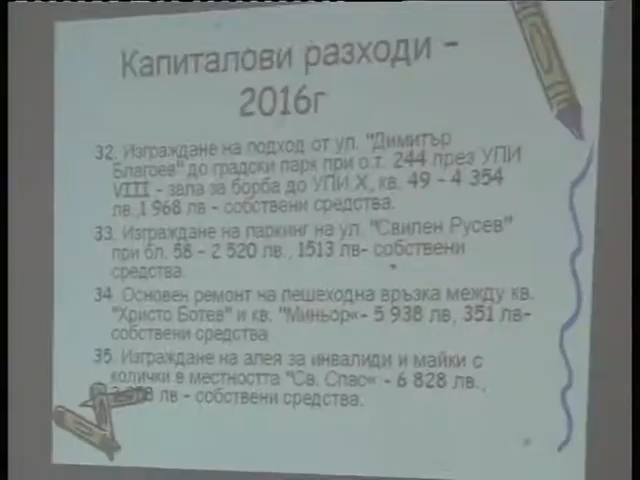 Капиталови разходи –
2016г
32. Изграждане на подход от ул. "Димитър
Благоев" до градски парк при о.т. 244 през УПИ
VIII - зала за борба до УПИ X, кв. 49 - 4 354
лв.,1 968 лв - собствени средства.
33. Изграждане на паркинг на ул. "Свилен Русев"
при бл. 58 - 2 520 лв., 1513 лв- собствени
средства.
34. Основен ремонт на пешеходна връзка между кв.
"Христо Ботев" и кв. "Миньор«- 5 938 лв, 351 лв-
собствени средства
35. Изграждане на алея за инвалиди и майки с
колички в местността "Св. Спас« - 6 828 лв.,
лв - собствени средства.